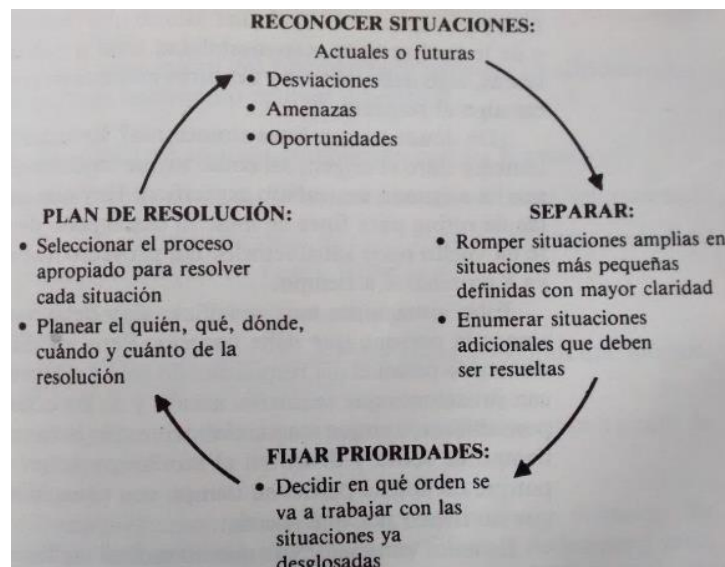 RECONOCER SITUACIONES:
Actuales o futuras
• Desviaciones
• Amenazas
• Oportunidades
SEPARAR:
• Romper situaciones amplias en
situaciones más pequeñas
definidas con mayor claridad
• Enumerar situaciones
adicionales que deben
ser resueltas
FIJAR PRIORIDADES:
• Decidir en qué orden se
va a trabajar con las
situaciones ya
desglosadas
PLAN DE RESOLUCIÓN:
• Seleccionar el proceso
apropiado para resolver
cada situación
• Planear el quién, qué, dónde,
cuándo y cuánto de la
resolución